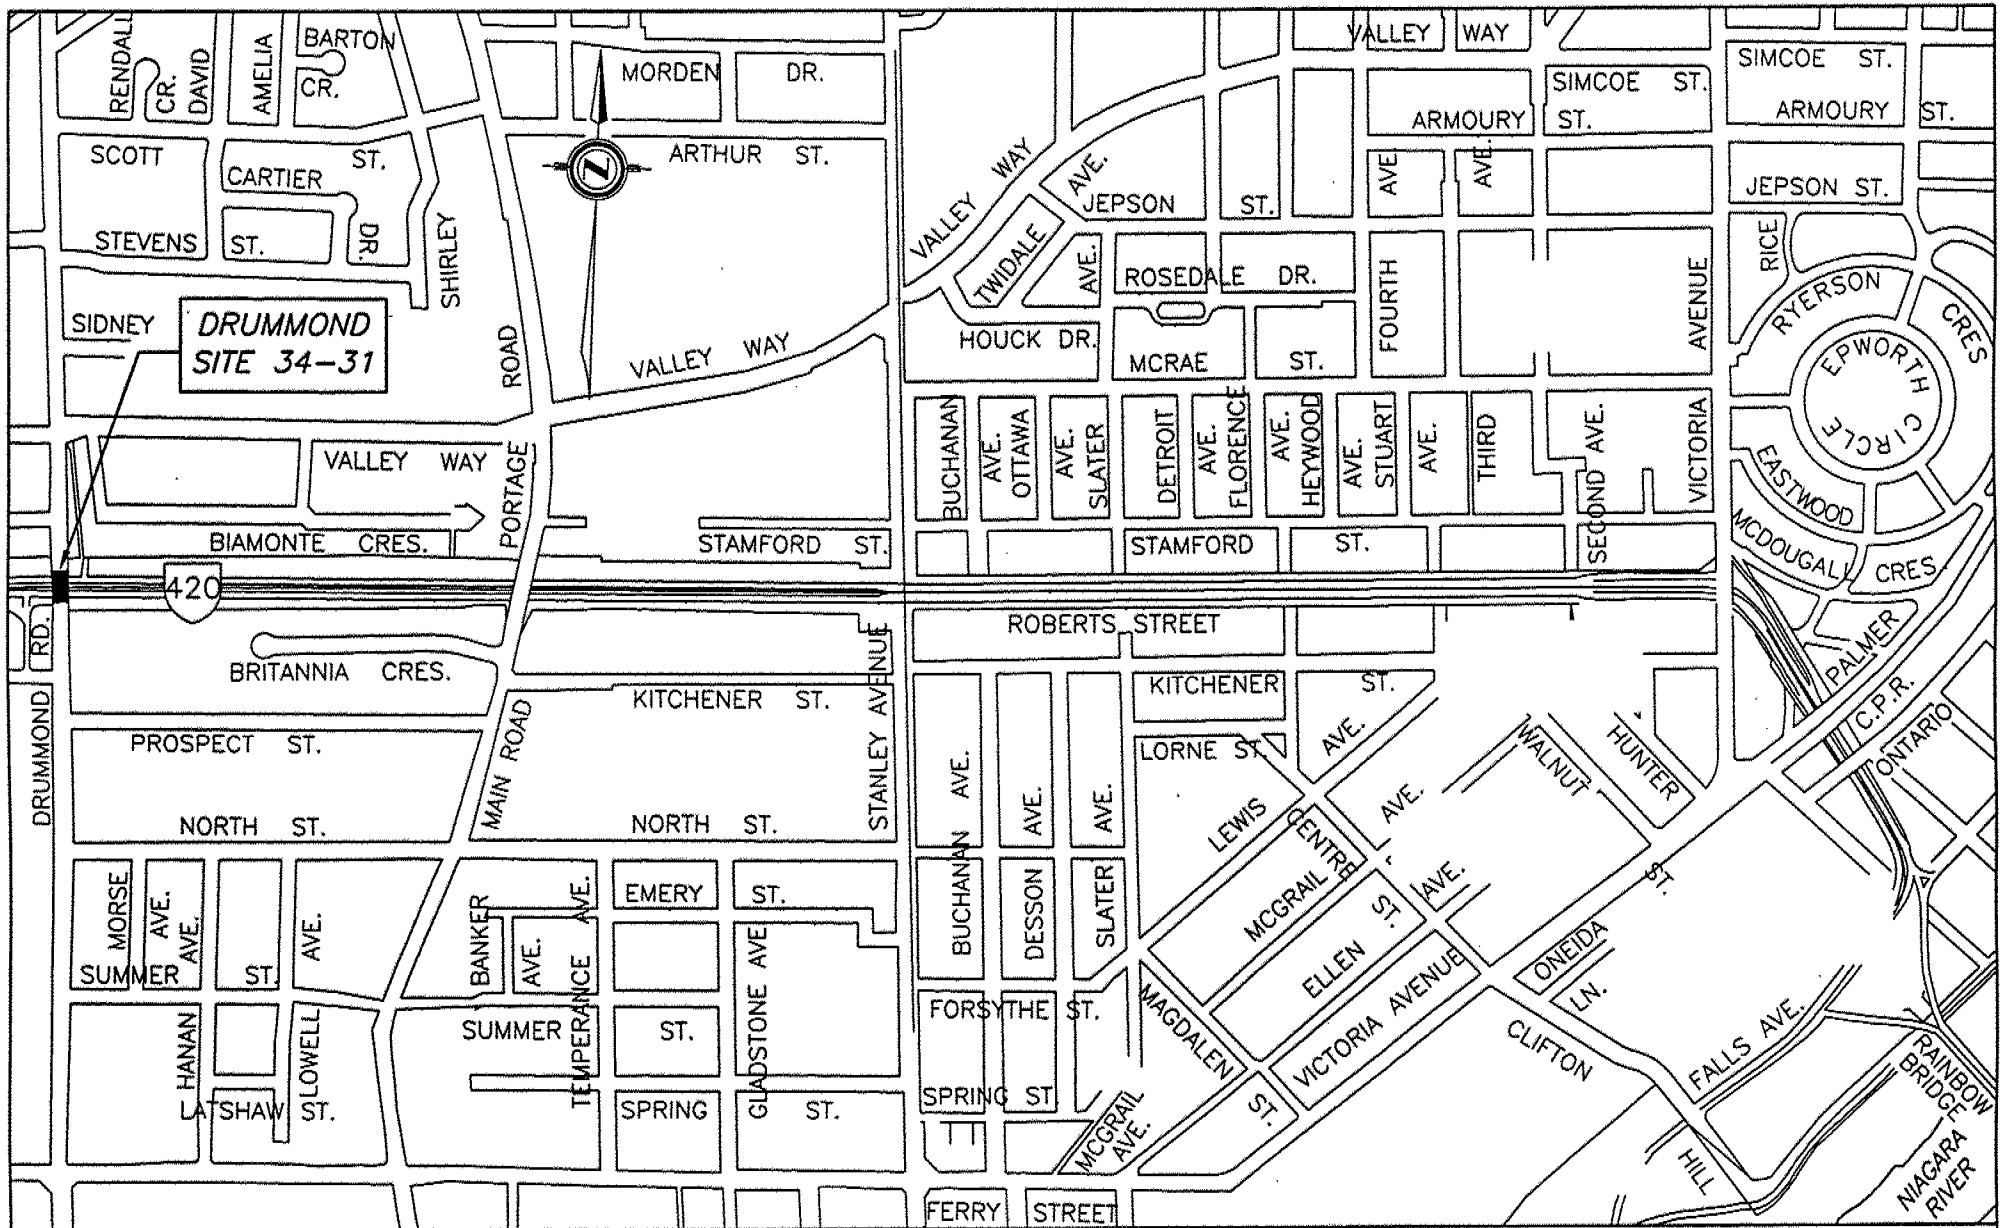 RENDALL
CR.
DAVID
AMELIA
BARTON
CR.
MORDEN DR.
VALLEY WAY
SIMCOE ST.
SIMCOE ST.
ARMOURY ST.
ARMOURY ST.
SCOTT ST.
CARTIER
DR.
STEVENS ST.
SHIRLEY
N
ARTHUR ST.
VALLEY WAY
AVE.
JEPSON ST.
AVE.
AVE.
JEPSON ST.
RICE
TWIDALE
AVE.
ROSEDALE DR.
FOURTH
AVENUE
RYERSON
CRES
EPWORTH
CIRCLE
SIDNEY
DRUMMOND
SITE 34-31
ROAD
VALLEY WAY
HOUCK DR.
MCRAE ST.
VALLEY WAY
PORTAGE
BUCHANAN
AVE.
OTTAWA
AVE.
SLATER
DETROIT
AVE.
FLORENCE
AVE.
HEYWOOD
AVE.
STUART
AVE.
THIRD
SECOND AVE.
VICTORIA
EASTWOOD
MCDOUGALL CRES.
BIAMONTE CRES.
STAMFORD ST.
STAMFORD ST.
420
RD.
ROBERTS STREET
BRITANNIA CRES.
KITCHENER ST.
STANLEY AVENUE
KITCHENER ST.
PALMER
C.P.R.
ONTARIO
DRUMMOND
PROSPECT ST.
MAIN ROAD
LORNE ST.
AVE.
WALNUT
HUNTER
NORTH ST.
NORTH ST.
BUCHANAN AVE.
AVE.
AVE.
LEWIS
CENTRE
AVE.
MORSE
AVE.
AVE.
AVE.
BANKER
AVE.
TEMPERANCE AVE.
EMERY ST.
GLADSTONE AVE
DESSON
SLATER
MCGRAIL
AVE.
ST.
ST.
ELLEN
ONEIDA
LN.
SUMMER ST.
HANAN
LOWELL
SUMMER ST.
FORSYTHE ST.
MAGDALEN
ST.
VICTORIA AVENUE
CLIFTON
HILL
FALLS AVE.
RAINBOW
BRIDGE
LATSHAW ST.
SPRING ST.
SPRING ST.
MCGRAIL
AVE.
FERRY STREET
NIAGARA
RIVER